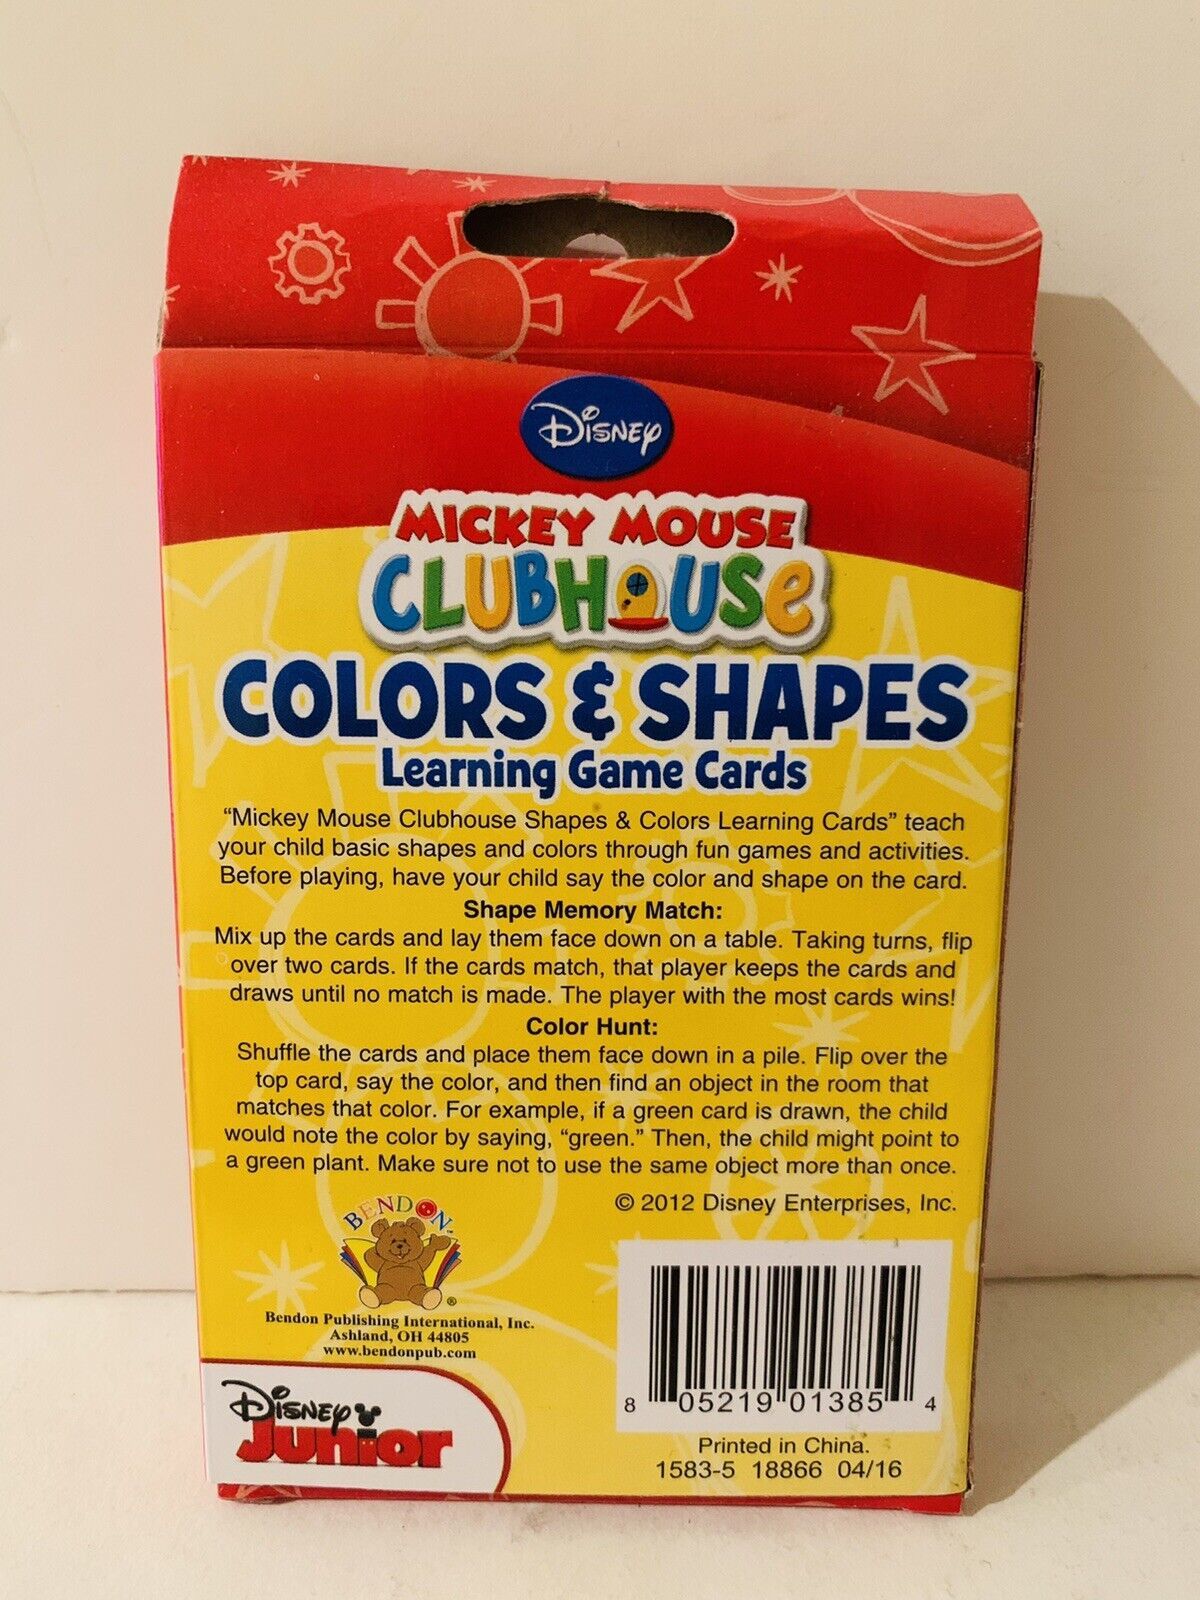 Disney
MICKEY MOUSE
CLUBHOUSE
COLORS & SHAPES
Learning Game Cards
“Mickey Mouse Clubhouse Shapes & Colors Learning Cards” teach
your child basic shapes and colors through fun games and activities.
Before playing, have your child say the color and shape on the card.
Shape Memory Match:
Mix up the cards and lay them face down on a table. Taking turns, flip
over two cards. If the cards match, that player keeps the cards and
draws until no match is made. The player with the most cards wins!
Color Hunt:
Shuffle the cards and place them face down in a pile. Flip over the
top card, say the color, and then find an object in the room that
matches that color. For example, if a green card is drawn, the child
would note the color by saying, “green.” Then, the child might point to
a green plant. Make sure not to use the same object more than once.
© 2012 Disney Enterprises, Inc.
BENDON™
®
Bendon Publishing International, Inc.
Ashland, OH 44805
www.bendonpub.com
Disney
Junior
8 05219 01385 4
Printed in China.
1583-5 18866 04/16